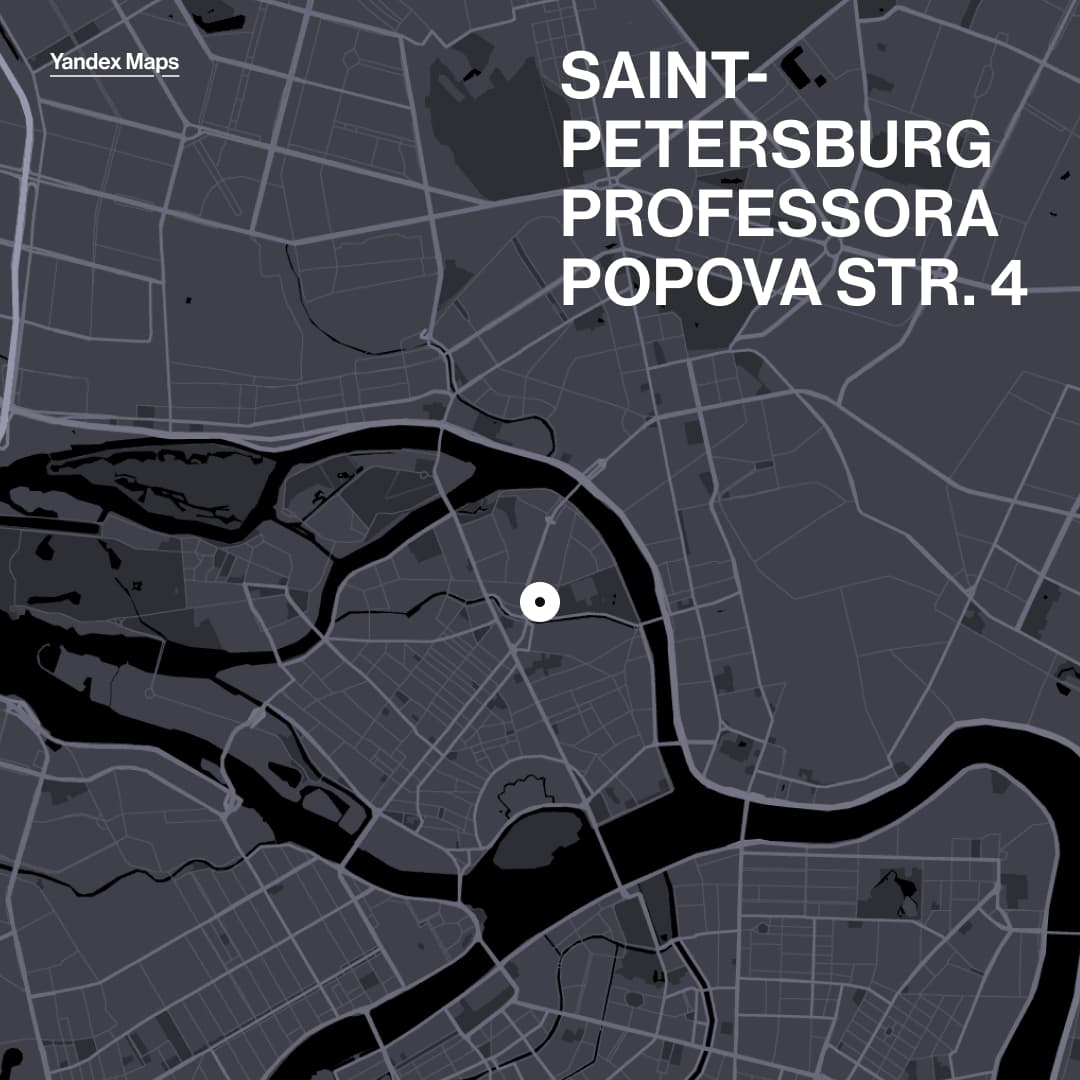 Yandex Maps
SAINT-
PETERSBURG
PROFESSORA
POPOVA STR. 4